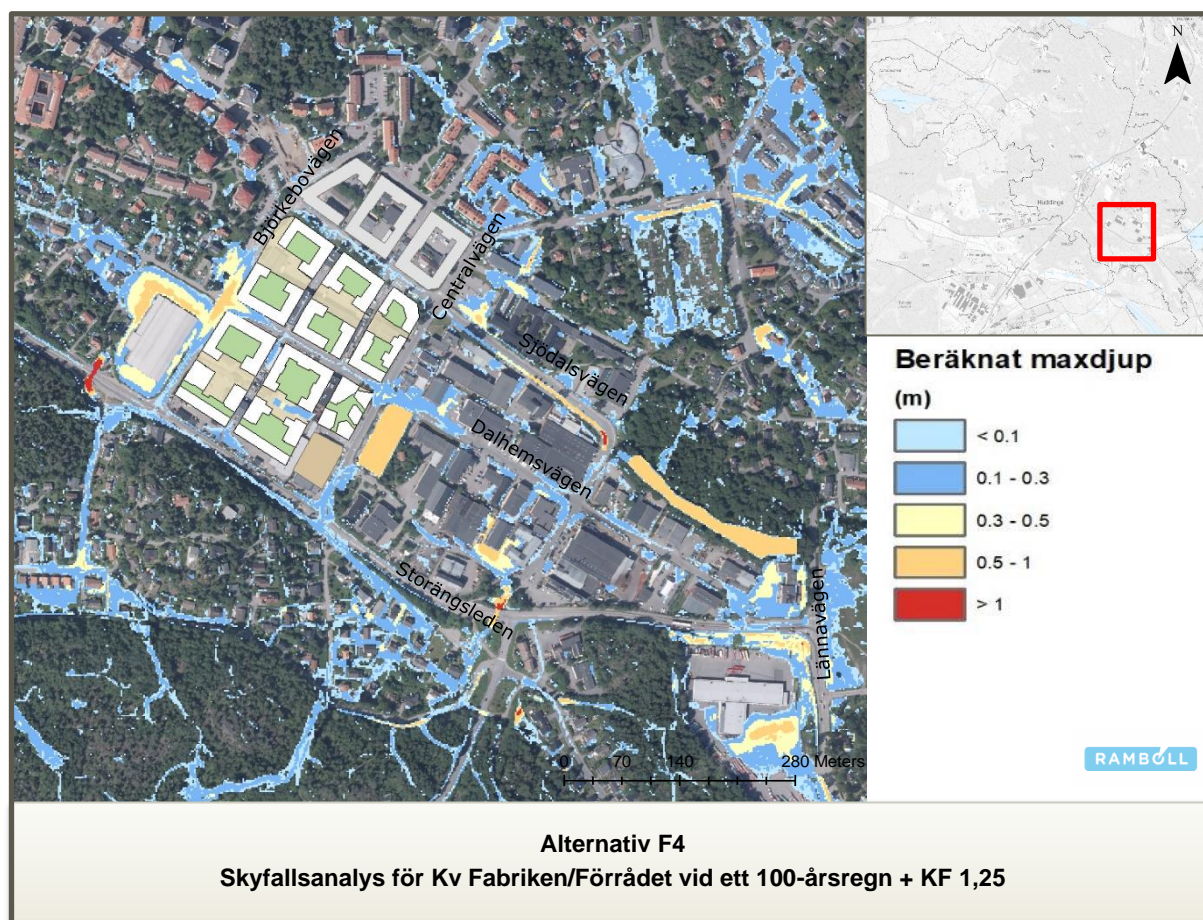 Björkebovägen
Centralvägen
Sjödalsvägen
Dalhemsvägen
Storängsleden
Lännavägen
0 70 140 280 Meters
N
Huddinge
Beräknat maxdjup
(m)
< 0.1
0.1 - 0.3
0.3 - 0.5
0.5 - 1
> 1
RAMBOLL
Alternativ F4
Skyfallsanalys för Kv Fabriken/Förrådet vid ett 100-årsregn + KF 1,25